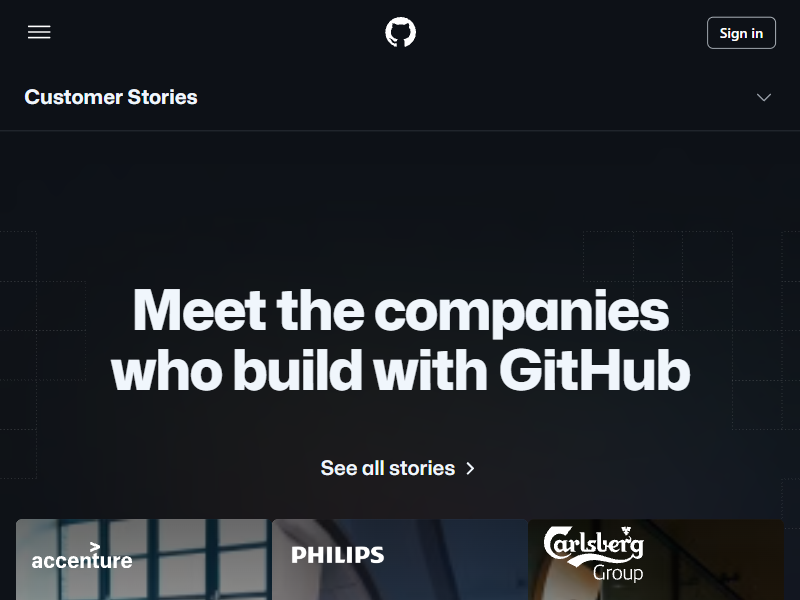 Sign in
Customer Stories
Meet the companies
who build with GitHub
See all stories
accenture
PHILIPS
Carlsberg
Group